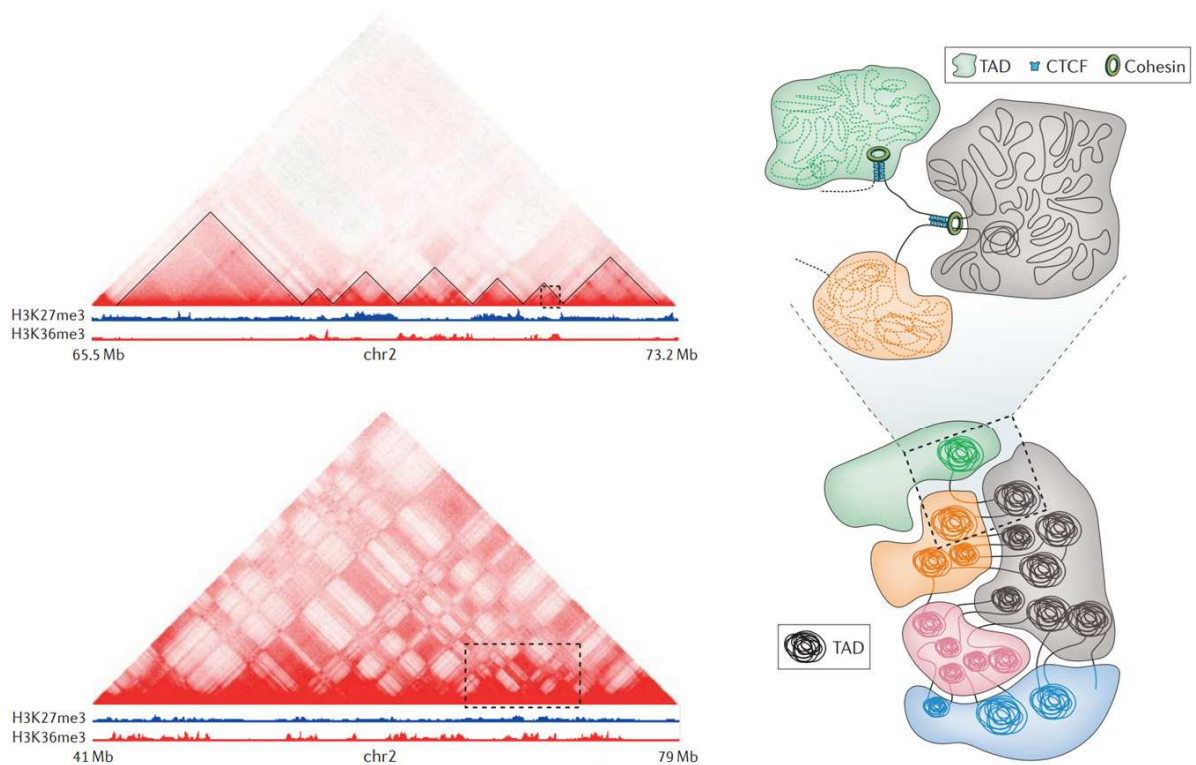 H3K27me3
H3K36me3
65.5 Mb chr2 73.2 Mb
H3K27me3
H3K36me3
41 Mb chr2 79 Mb
TAD CTCF Cohesin
TAD